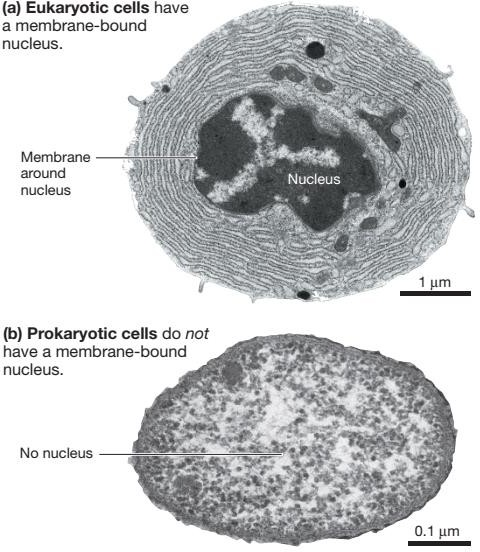 (a) Eukaryotic cells have
a membrane-bound
nucleus.
Membrane
around
nucleus
Nucleus
1 µm
(b) Prokaryotic cells do not
have a membrane-bound
nucleus.
No nucleus
0.1 µm